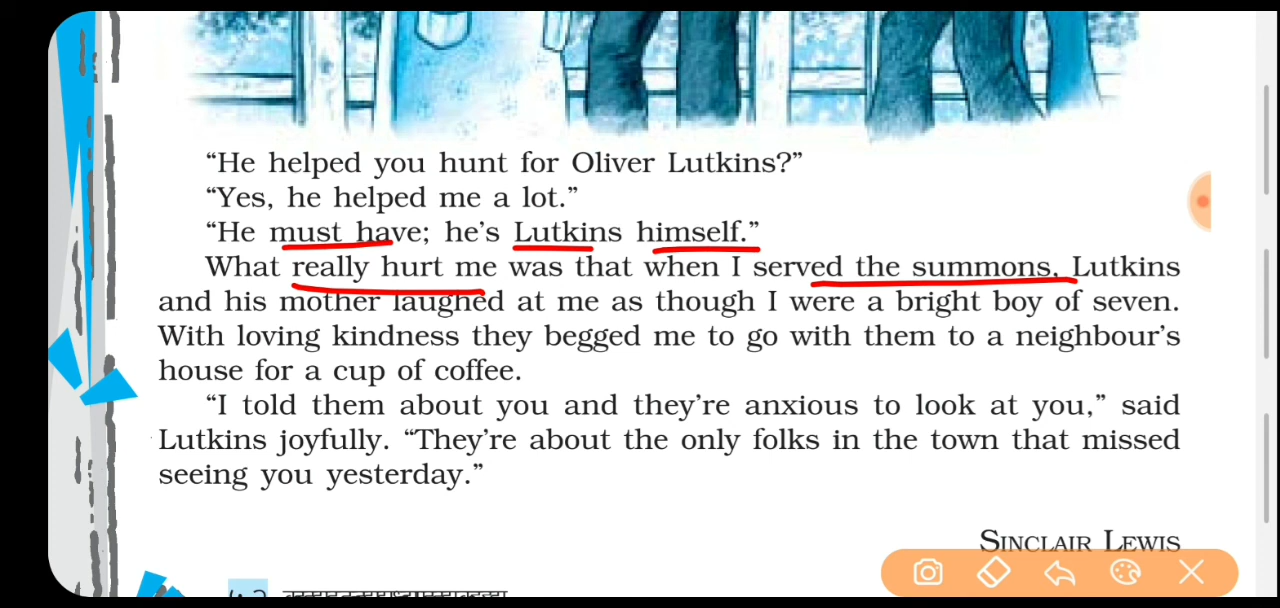 “He helped you hunt for Oliver Lutkins?”
“Yes, he helped me a lot.”
“He must have; he’s Lutkins himself.”
What really hurt me was that when I served the summons, Lutkins
and his mother laughed at me as though I were a bright boy of seven.
With loving kindness they begged me to go with them to a neighbour’s
house for a cup of coffee.
“I told them about you and they’re anxious to look at you,” said
Lutkins joyfully. “They’re about the only folks in the town that missed
seeing you yesterday.”
SINCLAIR LEWIS